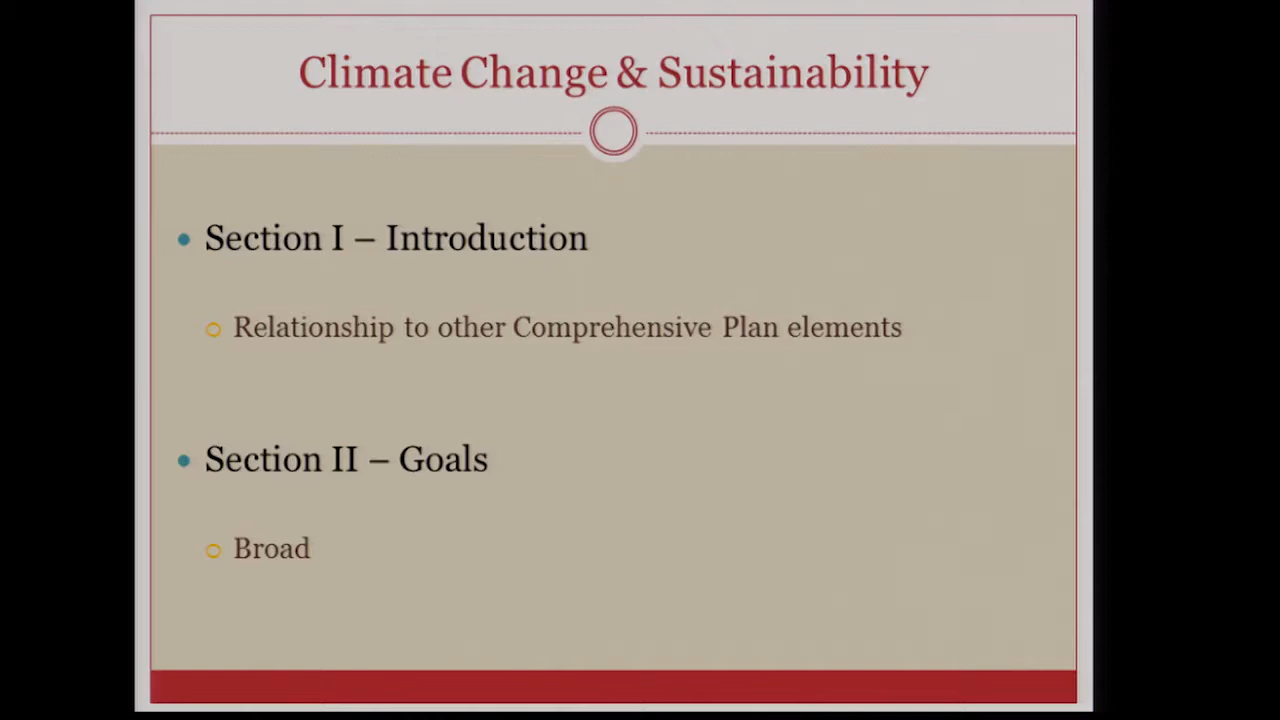 Climate Change & Sustainability
Section I – Introduction
Relationship to other Comprehensive Plan elements
Section II – Goals
Broad